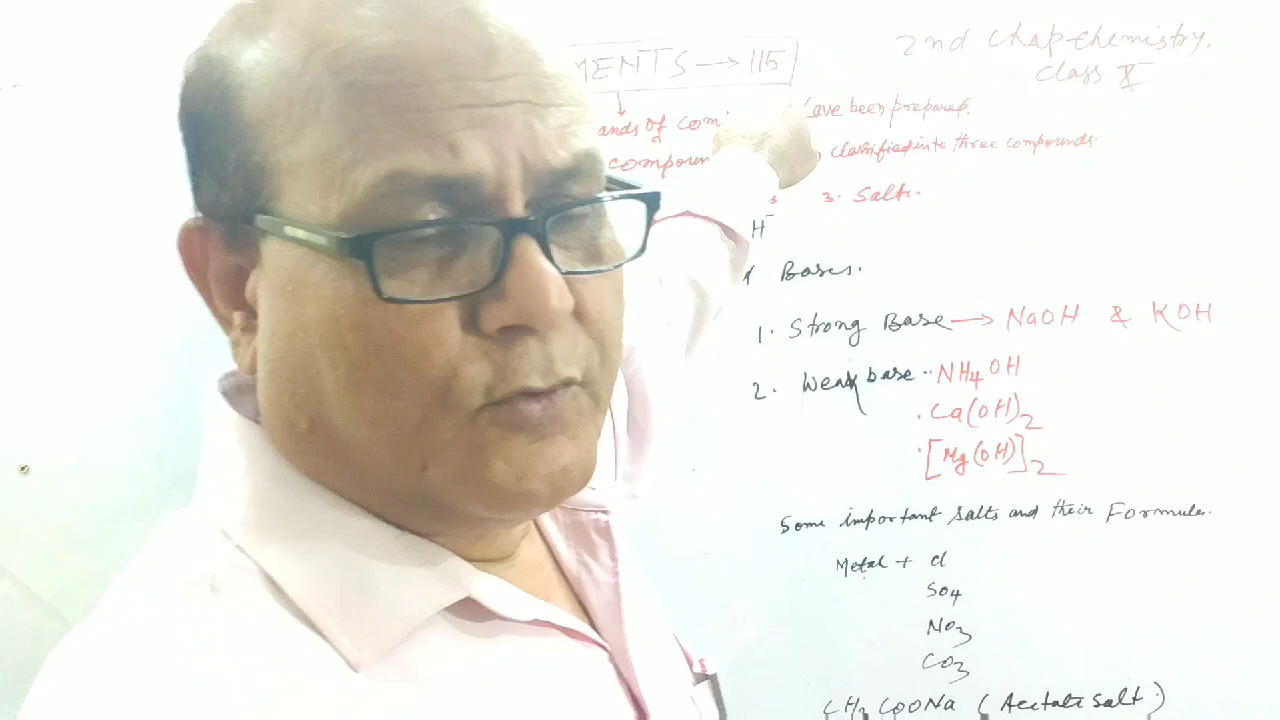 2nd Chap chemistry.
class X
MENTS → 115
ands of com have been prepared.
compoun classified into three compounds.
3. Salts.
H⁻
Bases.
1. Strong Base → NaOH & KOH
2. Weak base .. NH4OH
. Ca(OH)2
. [Mg(OH)]2
Some important salts and their Formula.
Metal + cl
SO4
NO3
CO3
CH3COONa (Acetate salt)